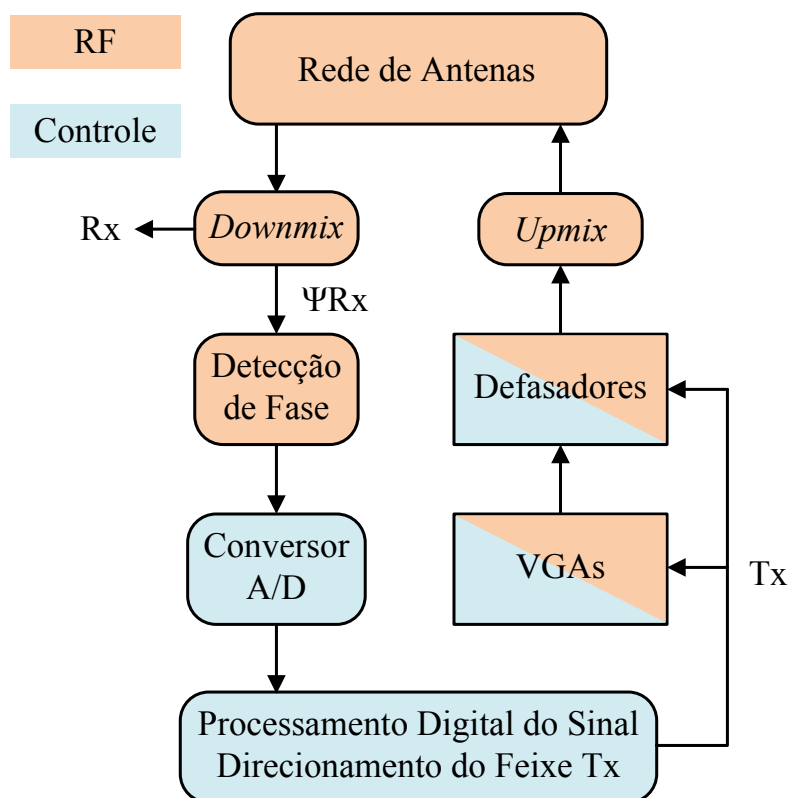 RF
Controle
Rede de Antenas
Rx
Downmix
Upmix
ΨRx
Detecção
de Fase
Defasadores
Conversor
A/D
VGAs
Tx
Processamento Digital do Sinal
Direcionamento do Feixe Tx